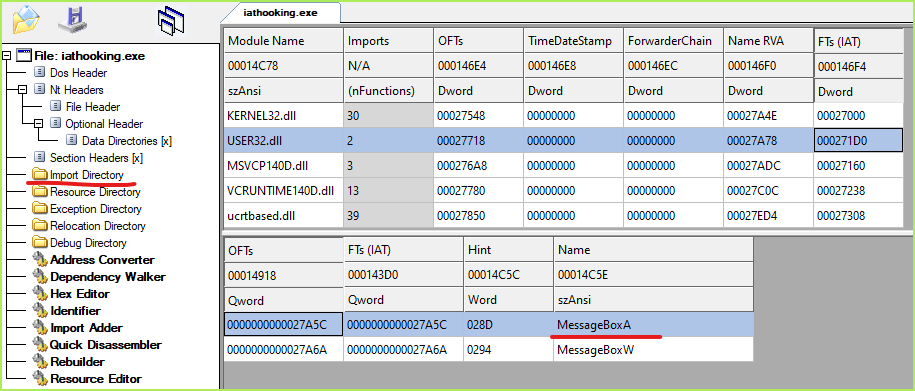 iathooking.exe
File: iathooking.exe
Dos Header
Nt Headers
File Header
Optional Header
Data Directories [x]
Section Headers [x]
Import Directory
Resource Directory
Exception Directory
Relocation Directory
Debug Directory
Address Converter
Dependency Walker
Hex Editor
Identifier
Import Adder
Quick Disassembler
Rebuilder
Resource Editor
Module Name Imports OFTs TimeDateStamp ForwarderChain Name RVA FTs (IAT)
00014C78 N/A 000146E4 000146E8 000146EC 000146F0 000146F4
szAnsi (nFunctions) Dword Dword Dword Dword Dword
KERNEL32.dll 30 00027548 00000000 00000000 00027A4E 00027000
USER32.dll 2 00027718 00000000 00000000 00027A78 000271D0
MSVCP140D.dll 3 000276A8 00000000 00000000 00027ADC 00027160
VCRUNTIME140D.dll 13 00027780 00000000 00000000 00027C0C 00027238
ucrtbased.dll 39 00027850 00000000 00000000 00027ED4 00027308
OFTs FTs (IAT) Hint Name
00014918 000143D0 00014C5C 00014C5E
Qword Qword Word szAnsi
0000000000027A5C 0000000000027A5C 028D MessageBoxA
0000000000027A6A 0000000000027A6A 0294 MessageBoxW